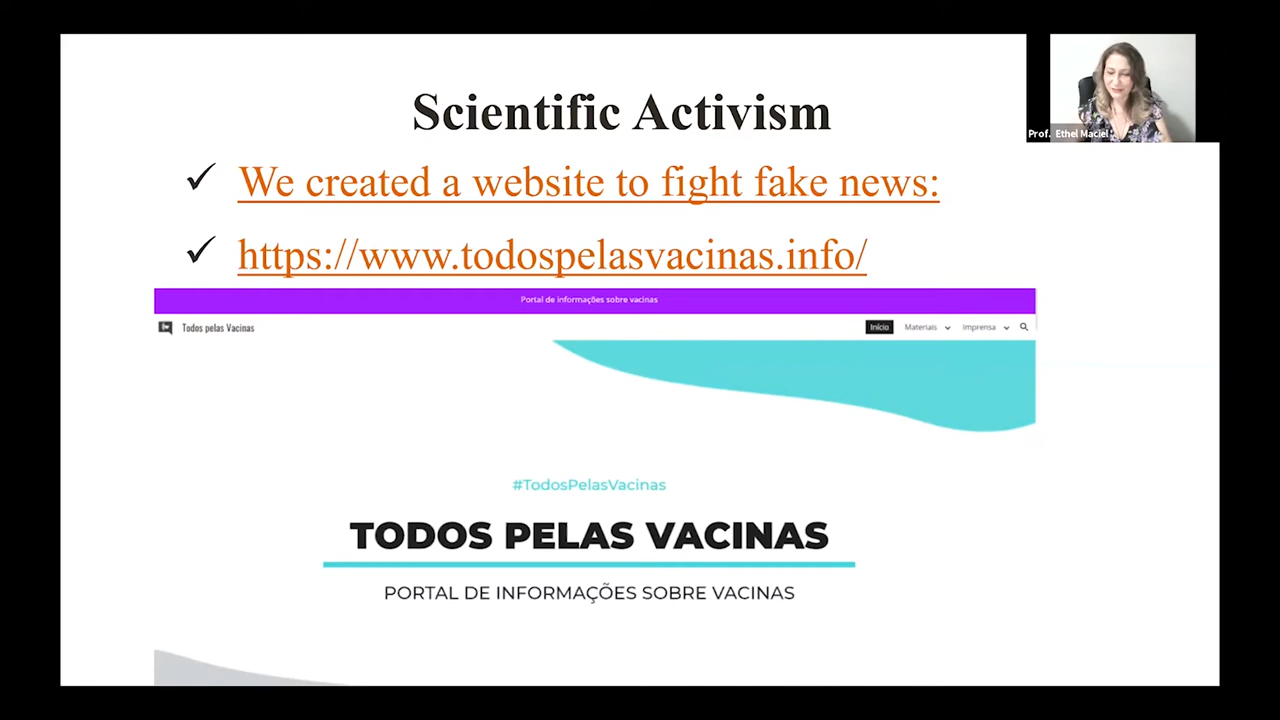 Scientific Activism
Prof. Ethel Maciel
✓ We created a website to fight fake news:
✓ https://www.todospelasvacinas.info/
Portal de informações sobre vacinas
Todos pelas Vacinas
Início Materiais Imprensa
#TodosPelasVacinas
TODOS PELAS VACINAS
PORTAL DE INFORMAÇÕES SOBRE VACINAS